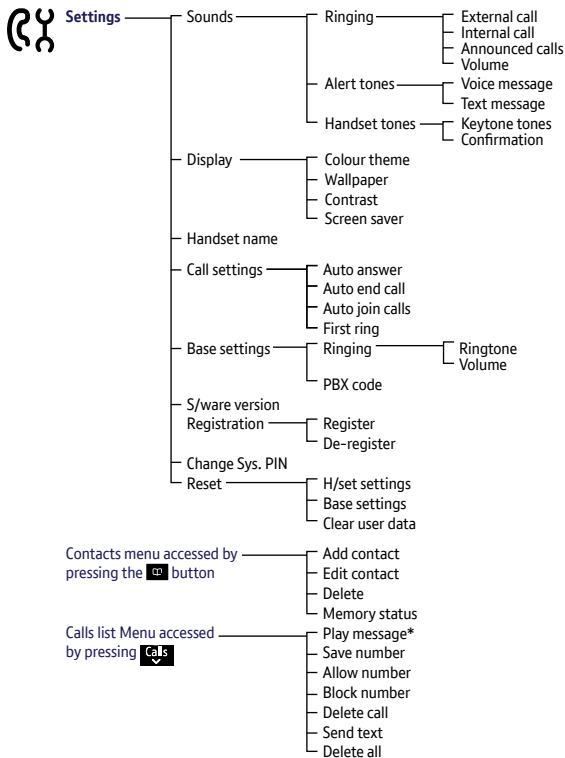 Settings Sounds Ringing External call
Internal call
Announced calls
Volume
Alert tones Voice message
Text message
Handset tones Keytone tones
Confirmation
Display Colour theme
Wallpaper
Contrast
Screen saver
Handset name
Call settings Auto answer
Auto end call
Auto join calls
First ring
Base settings Ringing Ringtone
Volume
PBX code
S/ware version
Registration Register
De-register
Change Sys. PIN
Reset H/set settings
Base settings
Clear user data
Contacts menu accessed by Add contact
pressing the button Edit contact
Delete
Memory status
Calls list Menu accessed Play message*
by pressing Calls Save number
Allow number
Block number
Delete call
Send text
Delete all